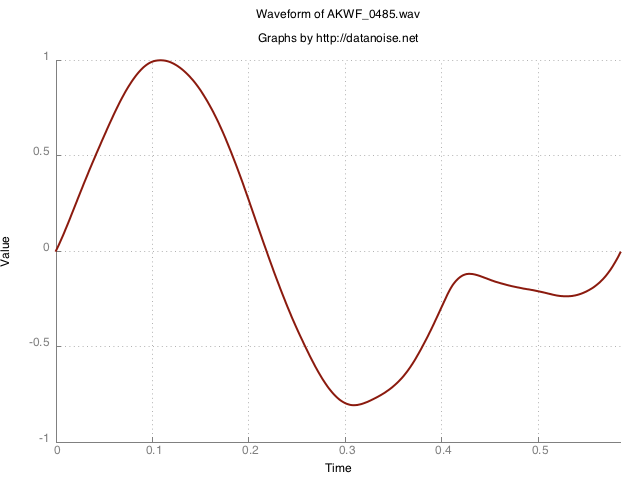 Waveform of AKWF_0485.wav
Graphs by http://datanoise.net
1
0.5
0
-0.5
-1
Value
0 0.1 0.2 0.3 0.4 0.5
Time